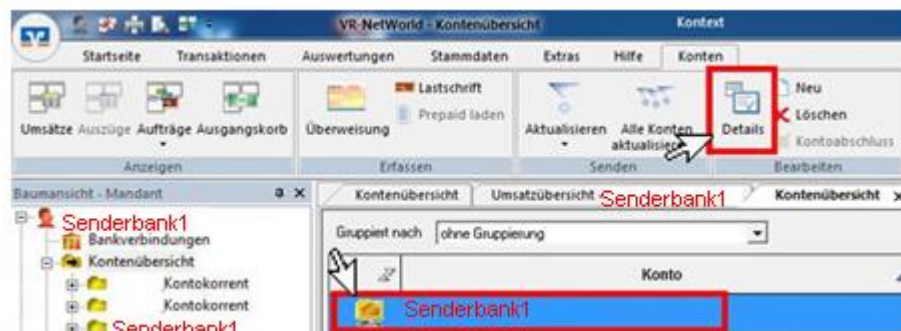 VR-NetWorld - Kontenübersicht Kontext
Startseite Transaktionen Auswertungen Stammdaten Extras Hilfe Konten
Umsätze Auszüge Aufträge Ausgangskorb
Anzeigen
Überweisung Lastschrift
Prepaid laden
Erfassen
Aktualisieren Alle Konten
aktualisieren
Senden
Details Neu
Löschen
Kontoabschluss
Bearbeiten
Baumansicht - Mandant
Senderbank1
Bankverbindungen
Kontenübersicht
Kontokorrent
Kontokorrent
Senderbank1
Kontenübersicht Umsatzübersicht Senderbank1 Kontenübersicht x
Gruppiert nach ohne Gruppierung
Konto
Senderbank1